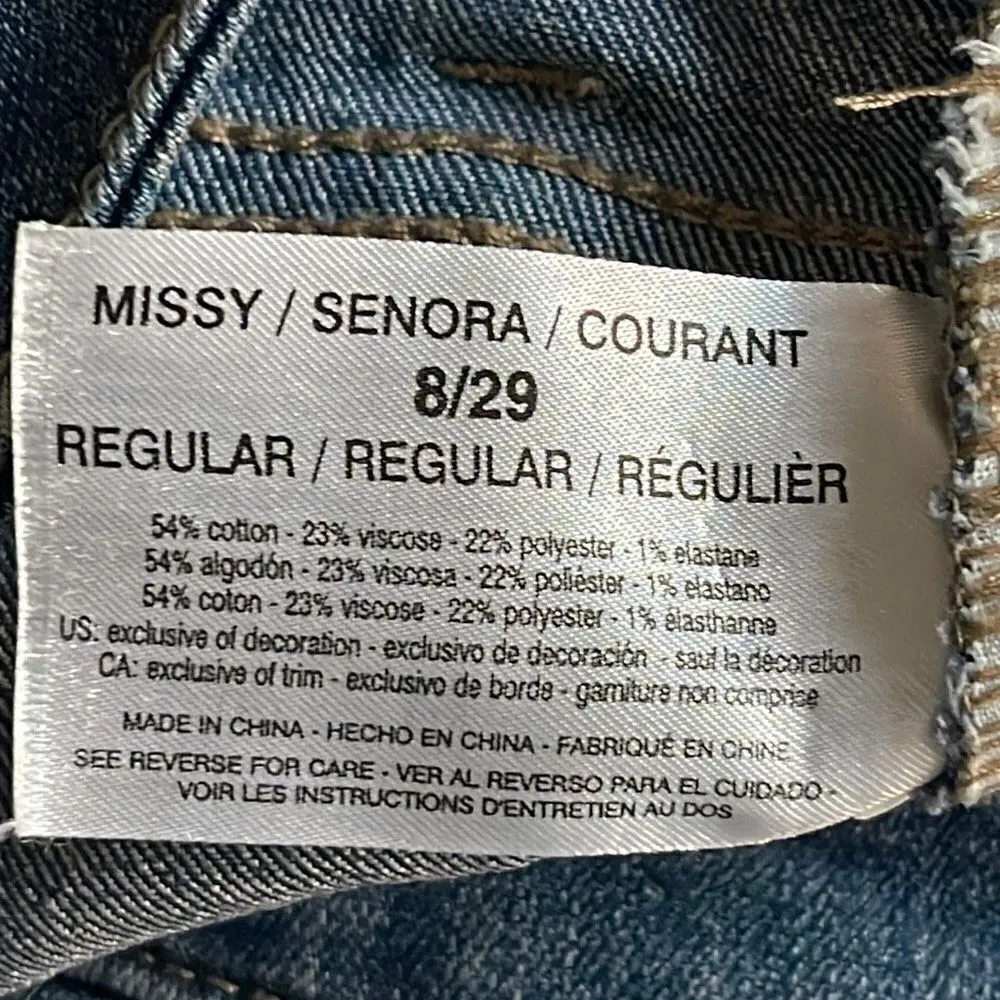 MISSY / SENORA / COURANT
8/29
REGULAR / REGULAR / RÉGULIÈR
54% cotton - 23% viscose - 22% polyester - 1% elastane
54% algodón - 23% viscosa - 22% poliéster - 1% elastano
54% coton - 23% viscose - 22% polyester - 1% élasthanne
US: exclusive of decoration - exclusivo de decoración - sauf la décoration
CA: exclusive of trim - exclusivo de borde - garniture non comprise
MADE IN CHINA - HECHO EN CHINA - FABRIQUÉ EN CHINE
SEE REVERSE FOR CARE - VER AL REVERSO PARA EL CUIDADO -
VOIR LES INSTRUCTIONS D'ENTRETIEN AU DOS